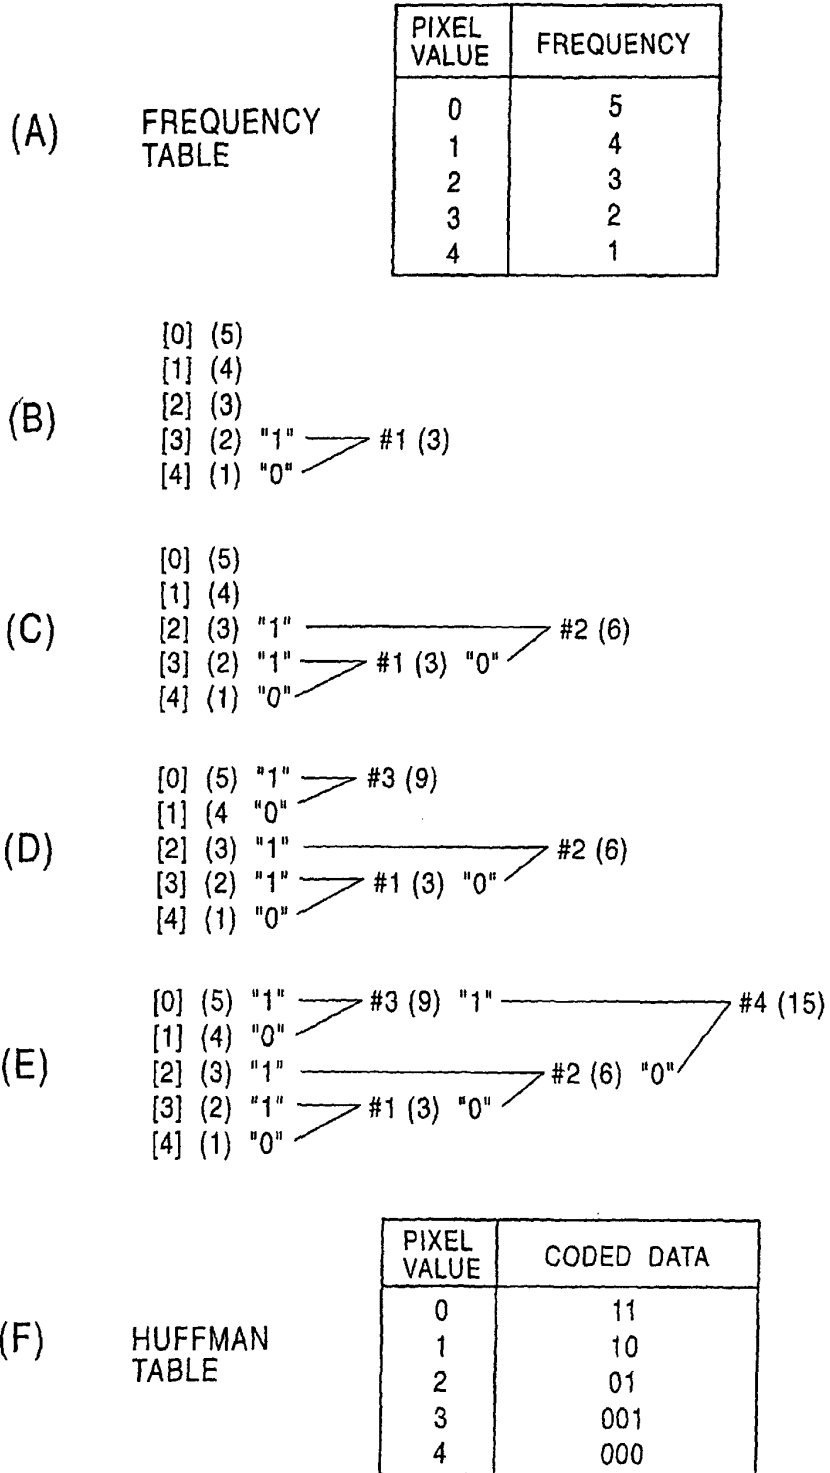 PIXEL VALUE FREQUENCY
(A) FREQUENCY TABLE
0 5
1 4
2 3
3 2
4 1
(B)
[0] (5)
[1] (4)
[2] (3)
[3] (2) "1" #1 (3)
[4] (1) "0"
(C)
[0] (5)
[1] (4)
[2] (3) "1" #2 (6)
[3] (2) "1" #1 (3) "0"
[4] (1) "0"
(D)
[0] (5) "1" #3 (9)
[1] (4 "0"
[2] (3) "1" #2 (6)
[3] (2) "1" #1 (3) "0"
[4] (1) "0"
(E)
[0] (5) "1" #3 (9) "1" #4 (15)
[1] (4) "0"
[2] (3) "1" #2 (6) "0"
[3] (2) "1" #1 (3) "0"
[4] (1) "0"
(F) HUFFMAN TABLE
PIXEL VALUE CODED DATA
0 11
1 10
2 01
3 001
4 000